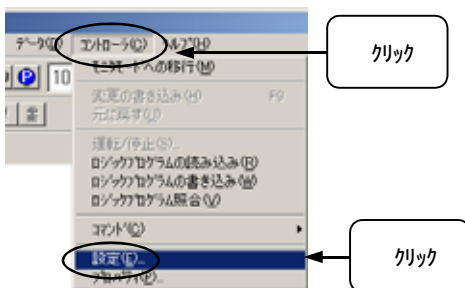 データ(D) コントローラ(C) ヘルプ(H)
10
モニタモードへの移行(M)
変更の書き込み(H) F9
元に戻す(U)
運転/停止(S)...
ロジックプログラムの読み込み(R)
ロジックプログラムの書き込み(W)
ロジックプログラム照合(V)
コマンド(C)
設定(E)...
プロパティ(P)...
クリック
クリック